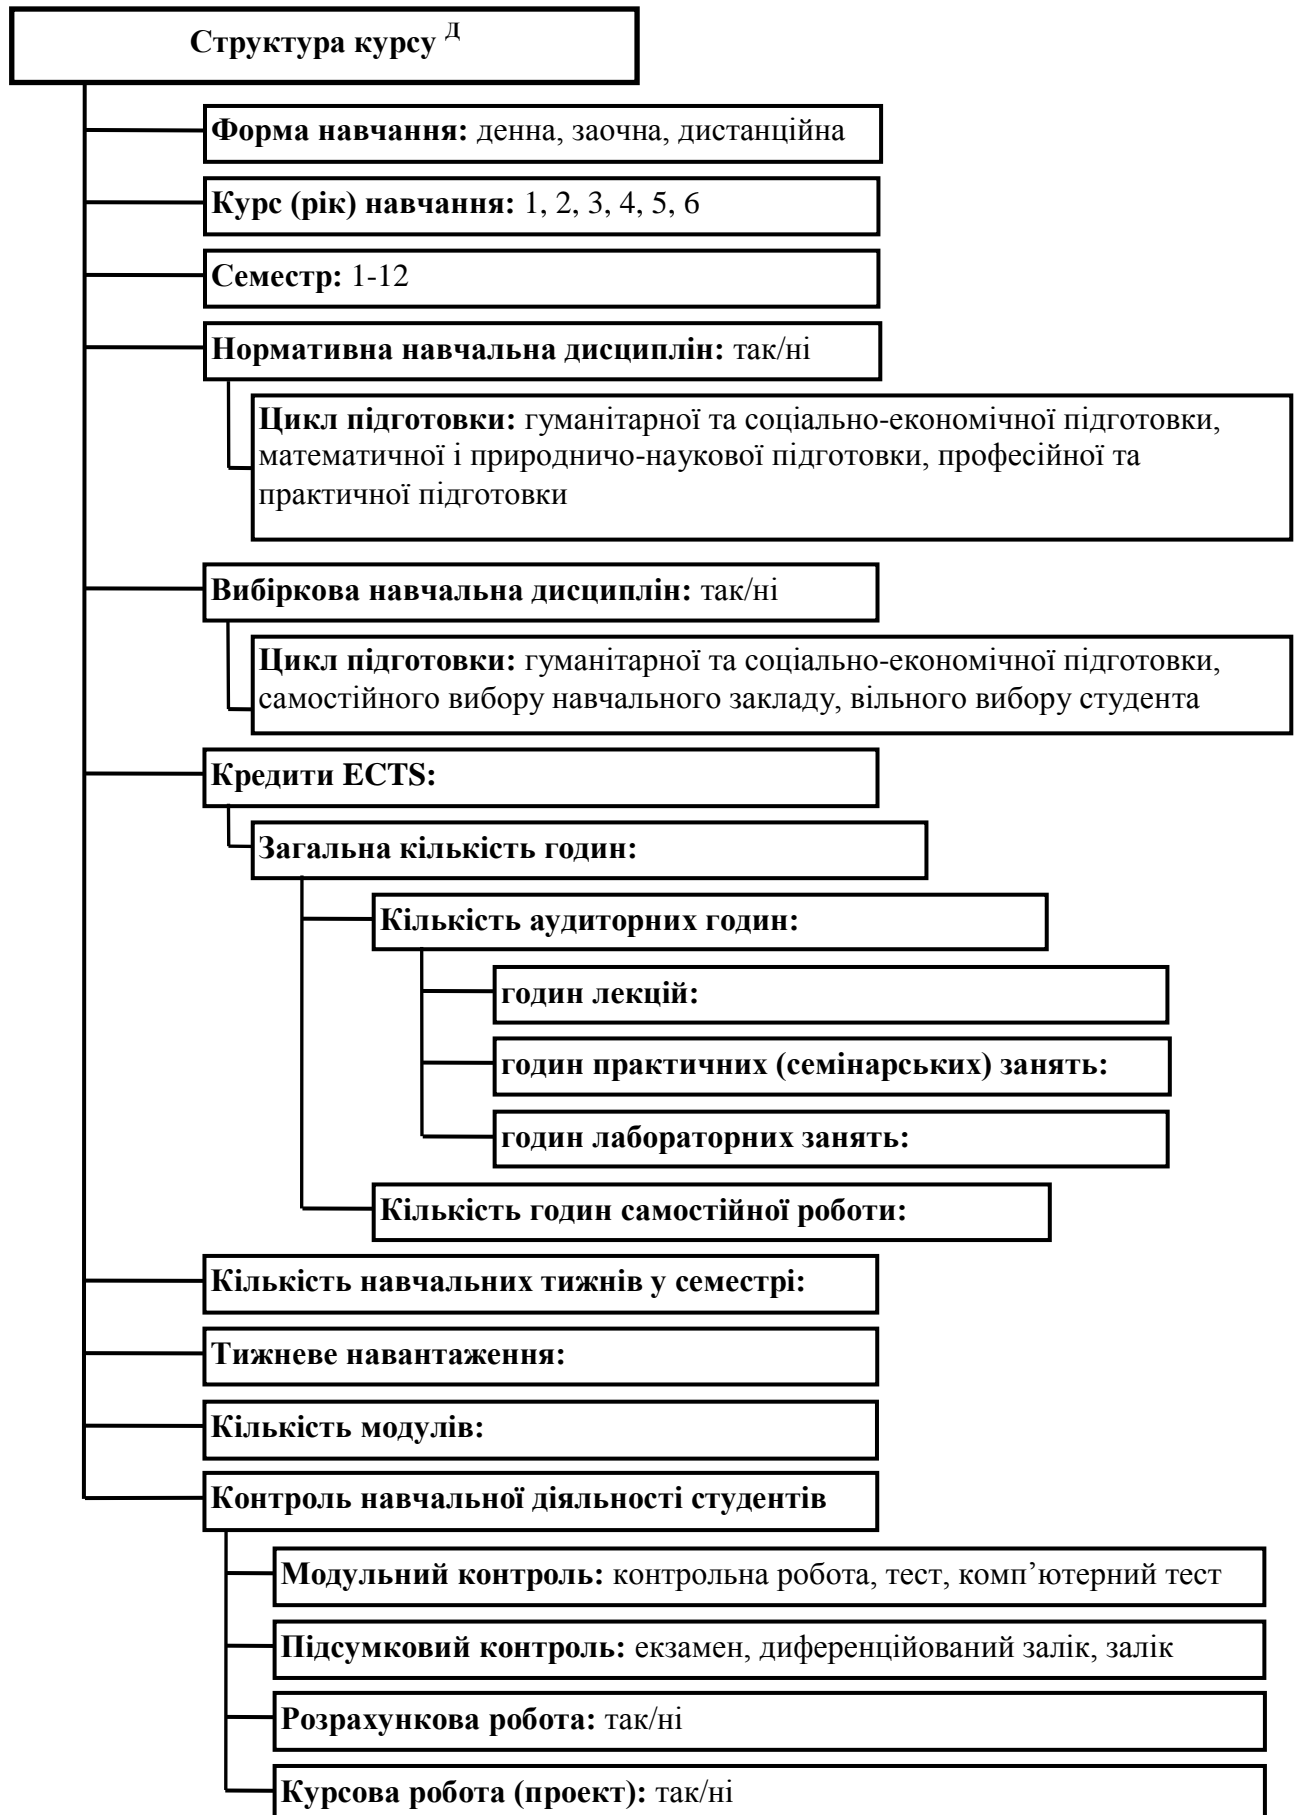 Структура курсу Д
Форма навчання: денна, заочна, дистанційна
Курс (рік) навчання: 1, 2, 3, 4, 5, 6
Семестр: 1-12
Нормативна навчальна дисциплін: так/ні
Цикл підготовки: гуманітарної та соціально-економічної підготовки,
математичної і природничо-наукової підготовки, професійної та
практичної підготовки
Вибіркова навчальна дисциплін: так/ні
Цикл підготовки: гуманітарної та соціально-економічної підготовки,
самостійного вибору навчального закладу, вільного вибору студента
Кредити ECTS:
Загальна кількість годин:
Кількість аудиторних годин:
годин лекцій:
годин практичних (семінарських) занять:
годин лабораторних занять:
Кількість годин самостійної роботи:
Кількість навчальних тижнів у семестрі:
Тижневе навантаження:
Кількість модулів:
Контроль навчальної діяльності студентів
Модульний контроль: контрольна робота, тест, комп’ютерний тест
Підсумковий контроль: екзамен, диференційований залік, залік
Розрахункова робота: так/ні
Курсова робота (проект): так/ні